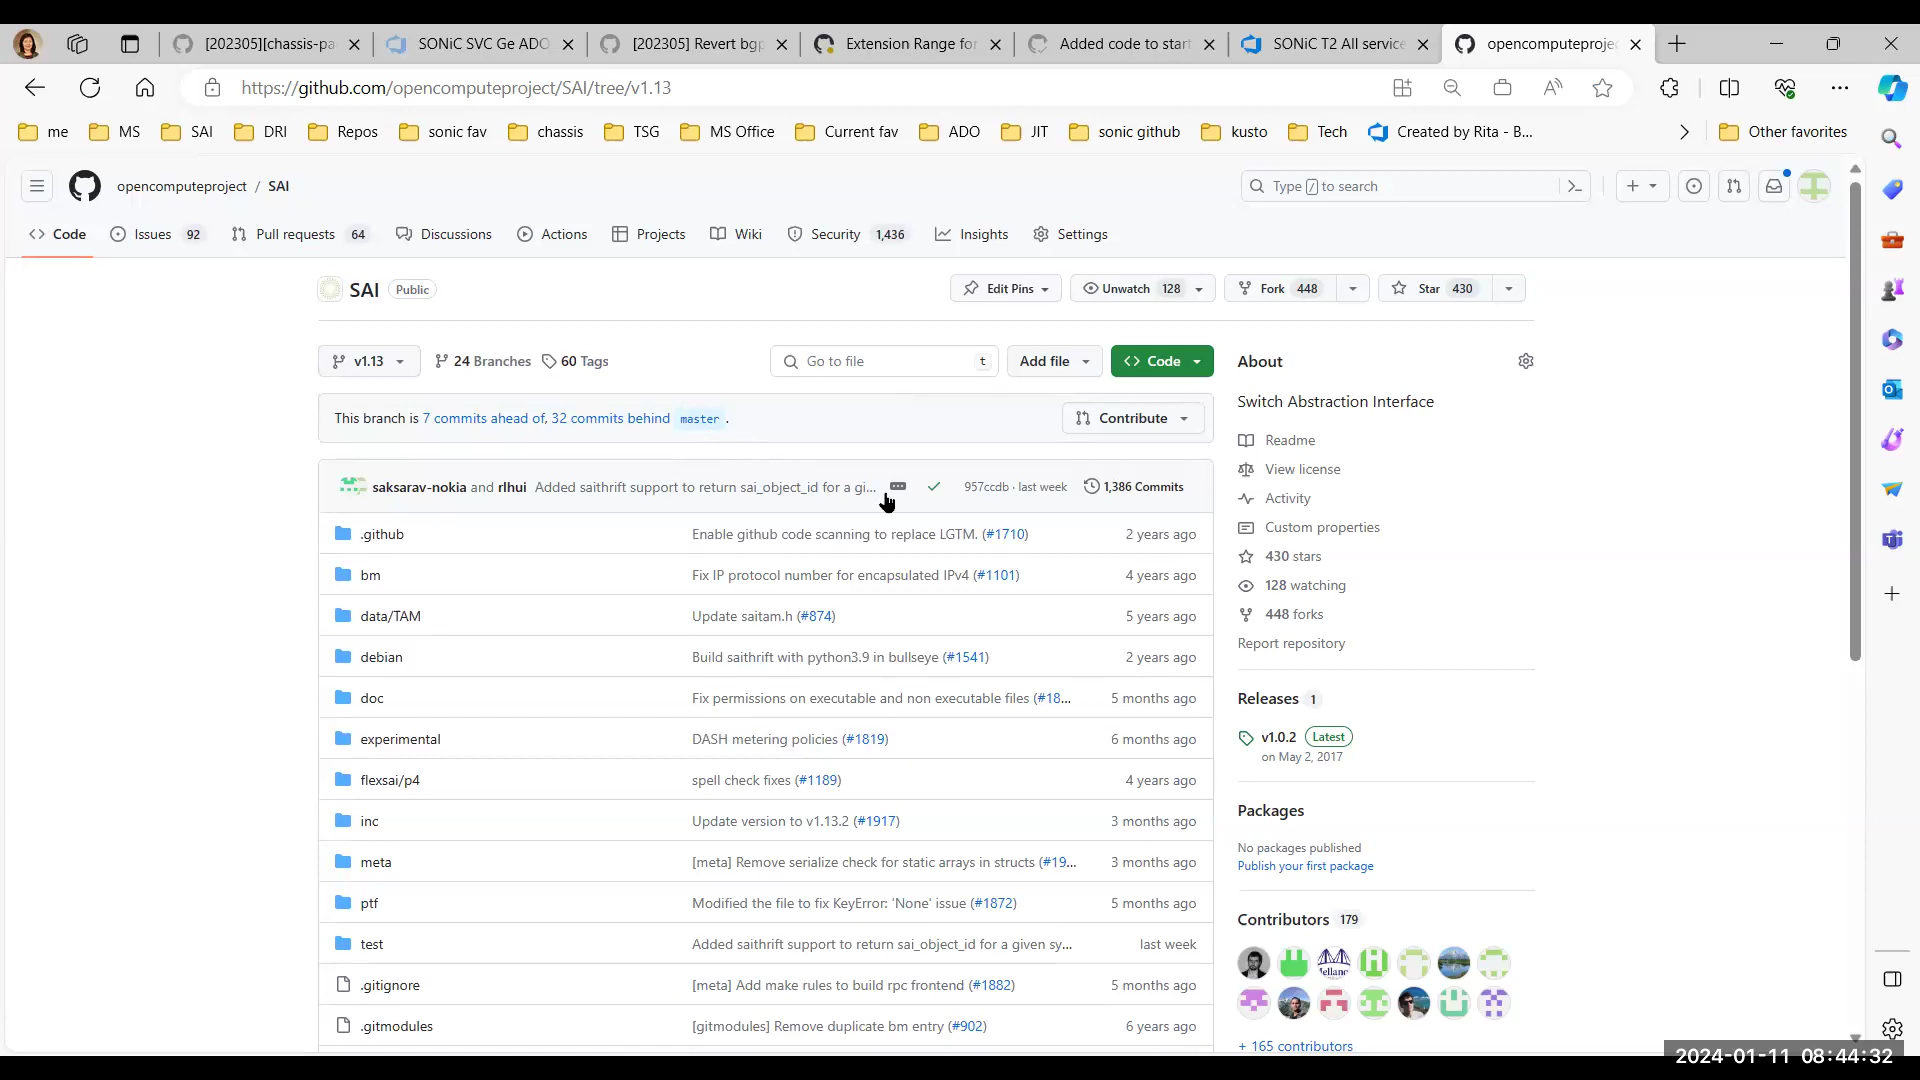 [202305][chassis-pa
SONiC SVC Ge ADO
[202305] Revert bgp
Extension Range for
Added code to start
SONiC T2 All service
opencomputeprojec
https://github.com/opencomputeproject/SAI/tree/v1.13
me
MS
SAI
DRI
Repos
sonic fav
chassis
TSG
MS Office
Current fav
ADO
JIT
sonic github
kusto
Tech
Created by Rita - B...
Other favorites
opencomputeproject / SAI
Type / to search
Code
Issues 92
Pull requests 64
Discussions
Actions
Projects
Wiki
Security 1,436
Insights
Settings
SAI Public
Edit Pins
Unwatch 128
Fork 448
Star 430
v1.13
24 Branches
60 Tags
Go to file t
Add file
Code
This branch is 7 commits ahead of, 32 commits behind master .
Contribute
saksarav-nokia and rlhui Added saithrift support to return sai_object_id for a gi... 957ccdb · last week 1,386 Commits
.github Enable github code scanning to replace LGTM. (#1710) 2 years ago
bm Fix IP protocol number for encapsulated IPv4 (#1101) 4 years ago
data/TAM Update saitam.h (#874) 5 years ago
debian Build saithrift with python3.9 in bullseye (#1541) 2 years ago
doc Fix permissions on executable and non executable files (#18... 5 months ago
experimental DASH metering policies (#1819) 6 months ago
flexsai/p4 spell check fixes (#1189) 4 years ago
inc Update version to v1.13.2 (#1917) 3 months ago
meta [meta] Remove serialize check for static arrays in structs (#19... 3 months ago
ptf Modified the file to fix KeyError: 'None' issue (#1872) 5 months ago
test Added saithrift support to return sai_object_id for a given sy... last week
.gitignore [meta] Add make rules to build rpc frontend (#1882) 5 months ago
.gitmodules [gitmodules] Remove duplicate bm entry (#902) 6 years ago
About
Switch Abstraction Interface
Readme
View license
Activity
Custom properties
430 stars
128 watching
448 forks
Report repository
Releases 1
v1.0.2 Latest
on May 2, 2017
Packages
No packages published
Publish your first package
Contributors 179
Mellanox
+ 165 contributors
2024-01-11 08:44:32